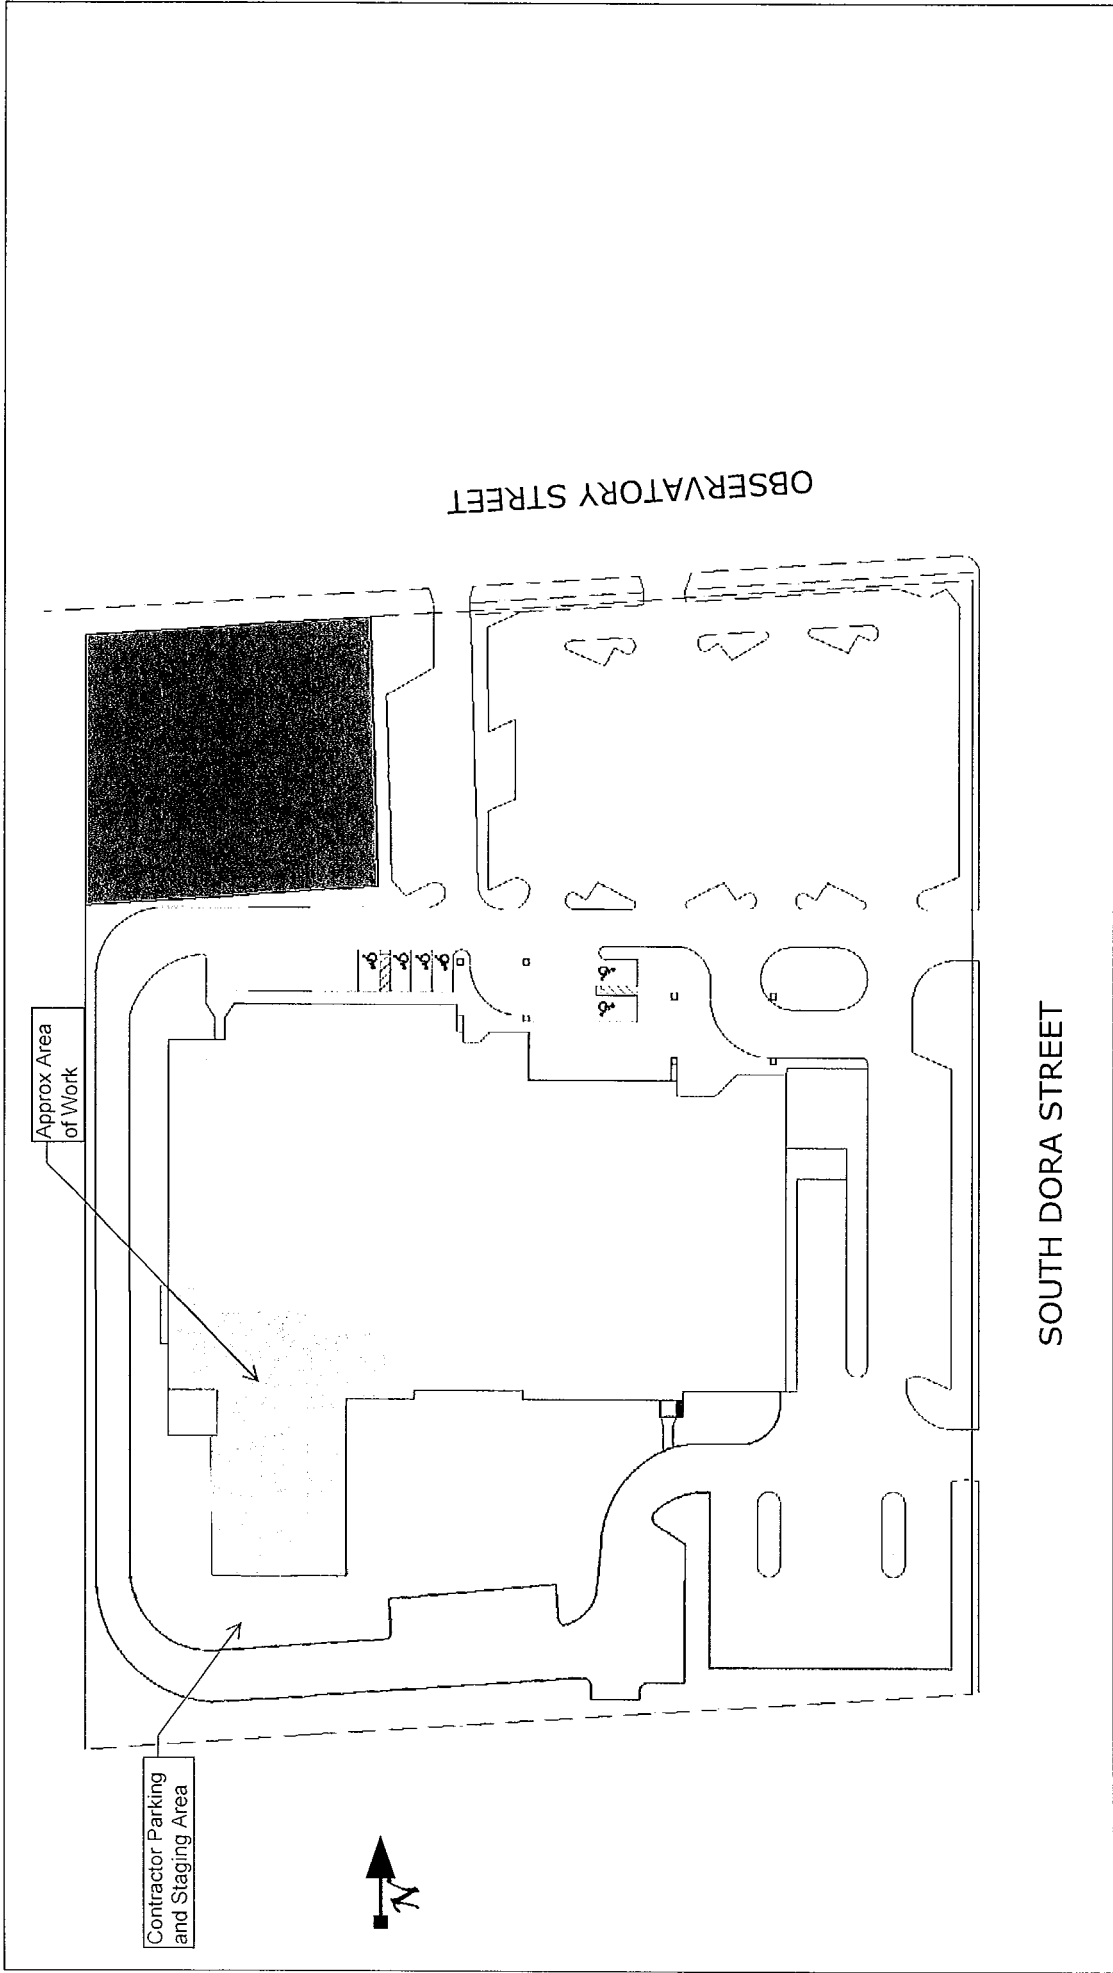 Approx Area
of Work
OBSERVATORY STREET
SOUTH DORA STREET
Contractor Parking
and Staging Area
N